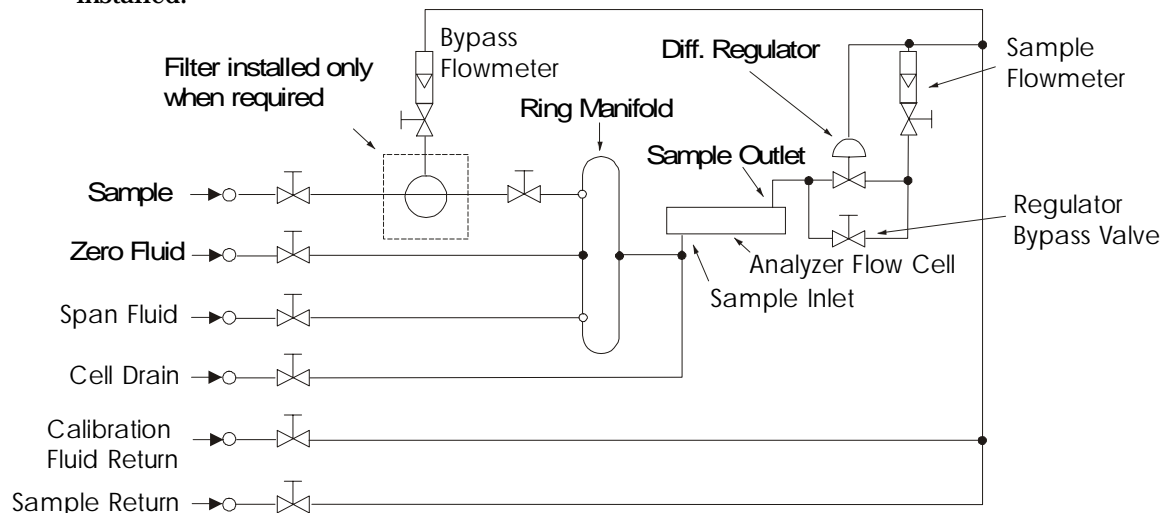 installed.
Bypass
Flowmeter
Diff. Regulator
Sample
Flowmeter
Filter installed only
when required
Ring Manifold
Sample Outlet
Sample
Regulator
Bypass Valve
Zero Fluid
Analyzer Flow Cell
Sample Inlet
Span Fluid
Cell Drain
Calibration
Fluid Return
Sample Return